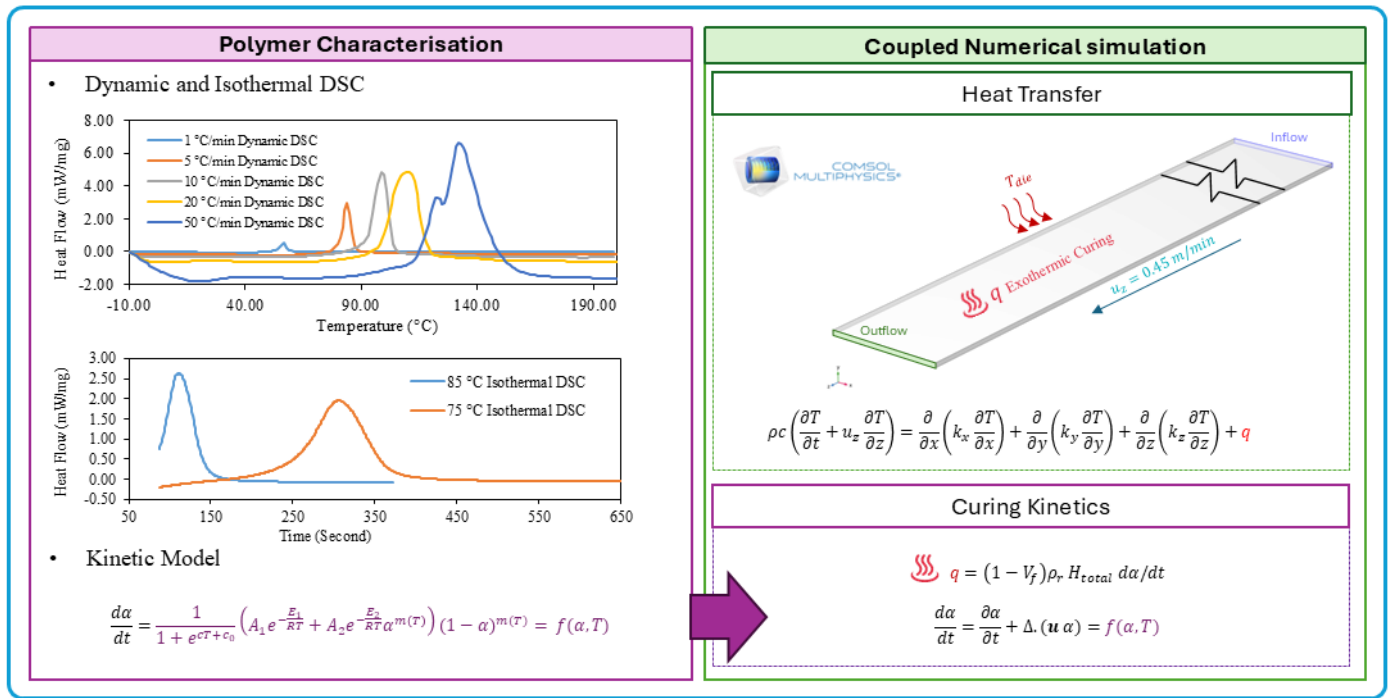 Polymer Characterisation
• Dynamic and Isothermal DSC
8.00
6.00
4.00
2.00
0.00
-2.00
Heat Flow (mW/mg)
1 °C/min Dynamic DSC
5 °C/min Dynamic DSC
10 °C/min Dynamic DSC
20 °C/min Dynamic DSC
50 °C/min Dynamic DSC
-10.00 40.00 90.00 140.00 190.00
Temperature (°C)
3.00
2.50
2.00
1.50
1.00
0.50
0.00
-0.50
Heat Flow (mW/mg)
85 °C Isothermal DSC
75 °C Isothermal DSC
50 150 250 350 450 550 650
Time (Second)
• Kinetic Model
dα/dt = 1/(1 + e^(cT+c₀)) (A₁e^(−E₁/RT) + A₂e^(−E₂/RT) α^m(T)) (1 − α)^m(T) = f(α, T)
Coupled Numerical simulation
Heat Transfer
COMSOL
MULTIPHYSICS®
Inflow
T_die
q Exothermic Curing
u_z = 0.45 m/min
Outflow
ρc(∂T/∂t + u_z ∂T/∂z) = ∂/∂x(k_x ∂T/∂x) + ∂/∂y(k_y ∂T/∂y) + ∂/∂z(k_z ∂T/∂z) + q
Curing Kinetics
q = (1 − V_f)ρ_r H_total dα/dt
dα/dt = ∂α/∂t + Δ.(u α) = f(α, T)